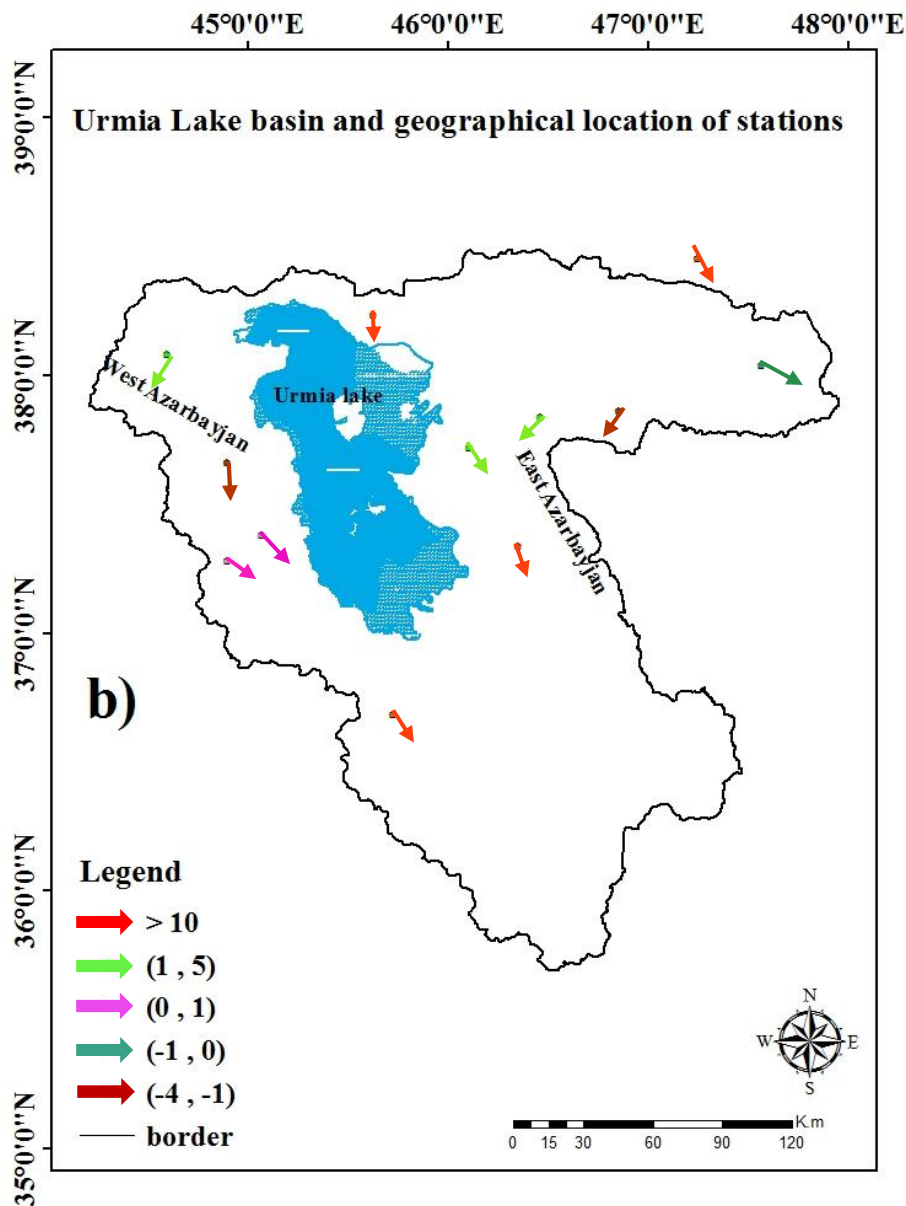 45°0'0"E 46°0'0"E 47°0'0"E 48°0'0"E
39°0'0"N
Urmia Lake basin and geographical location of stations
38°0'0"N
West Azarbayjan
Urmia lake
East Azarbayjan
37°0'0"N
b)
36°0'0"N
Legend
> 10
(1 , 5)
(0 , 1)
(-1 , 0)
(-4 , -1)
border
N
W E
S
K.m
0 15 30 60 90 120
35°0'0"N